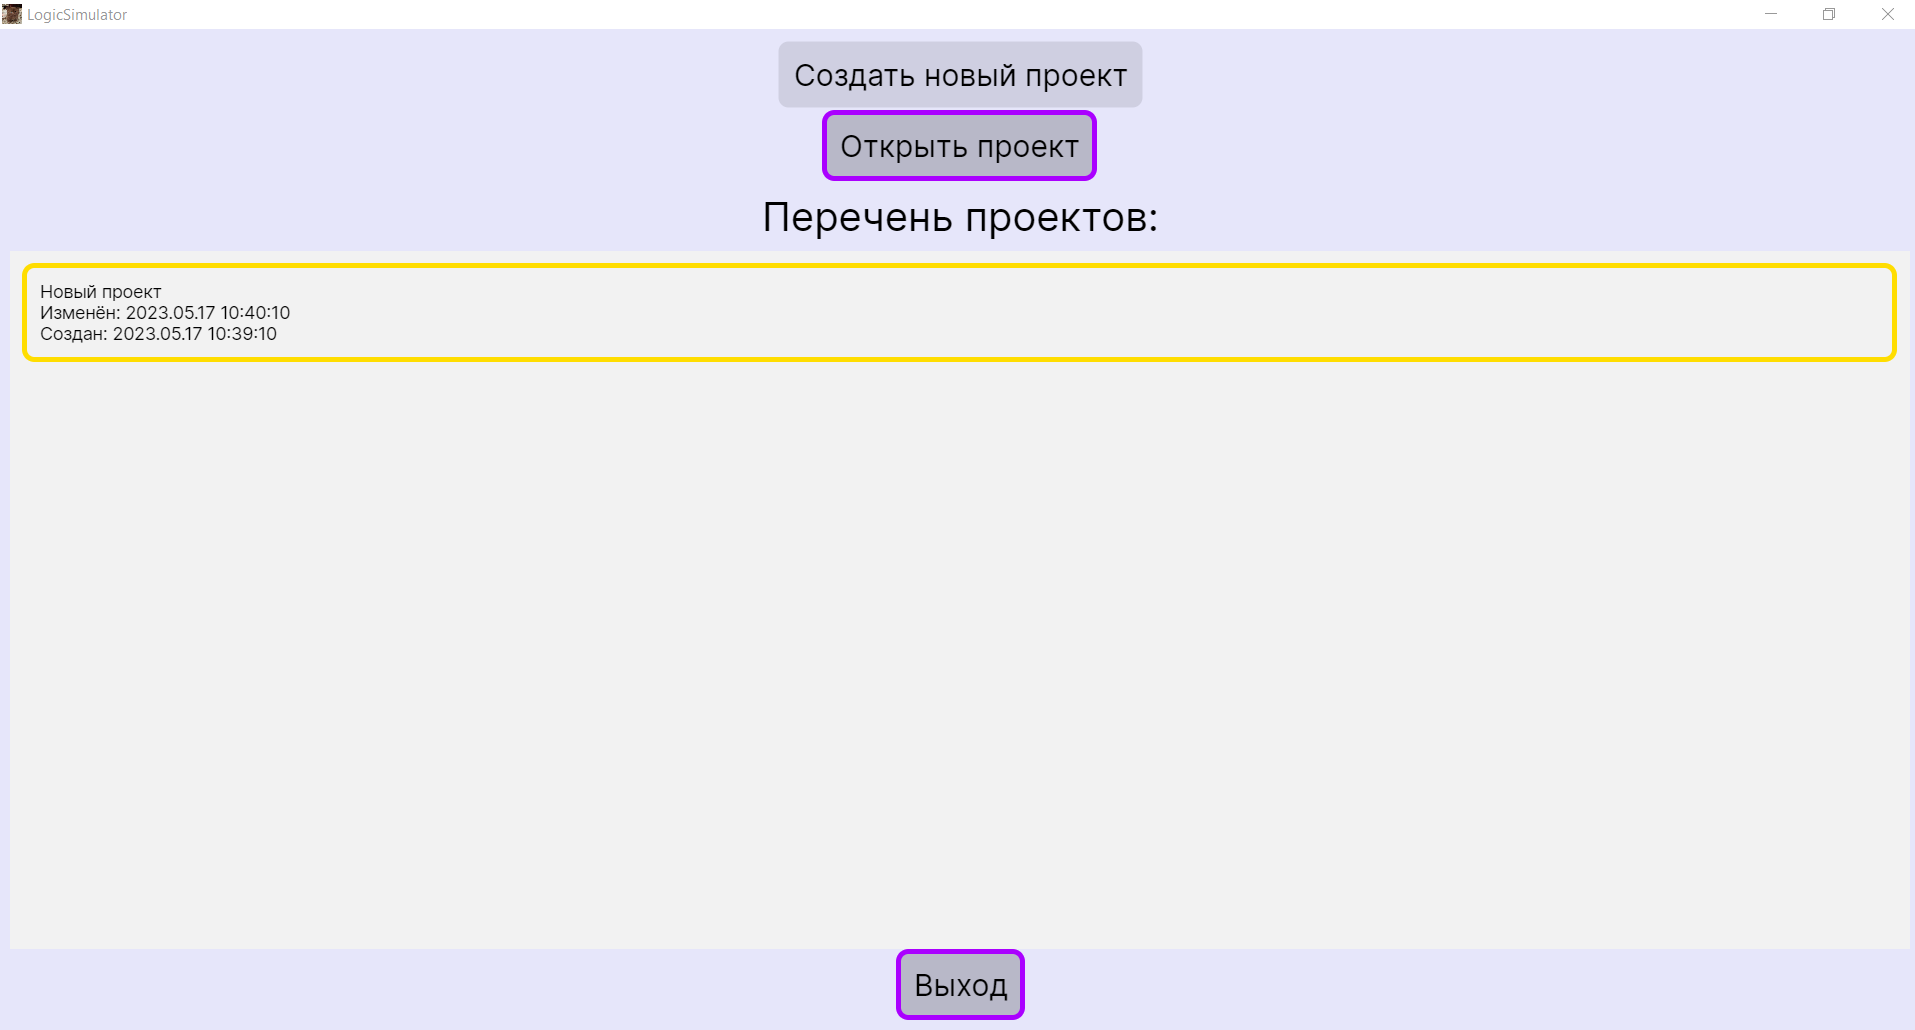 LogicSimulator
Создать новый проект
Открыть проект
Перечень проектов:
Новый проект
Изменён: 2023.05.17 10:40:10
Создан: 2023.05.17 10:39:10
Выход